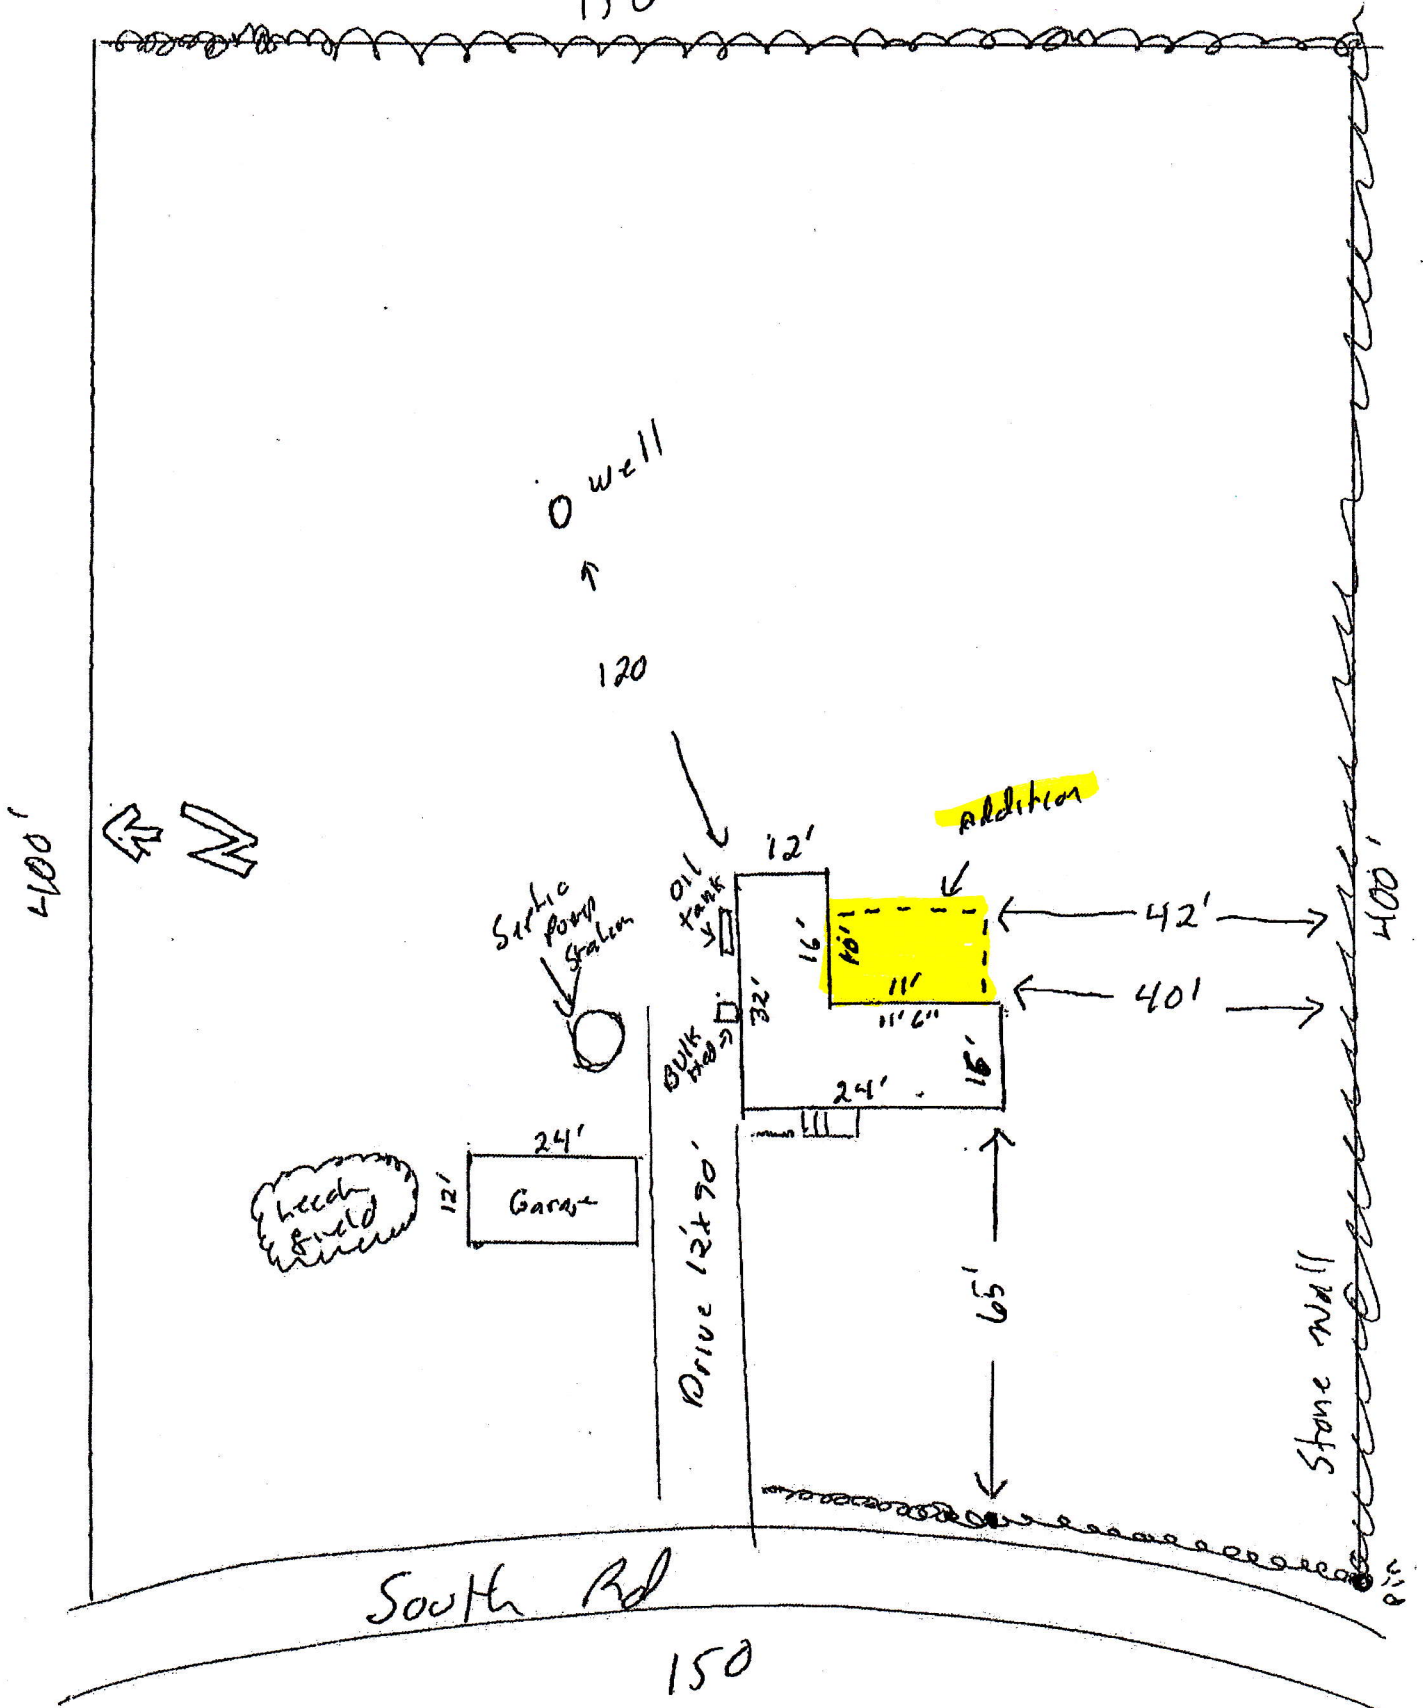 150
well
120
Addition
12'
Oil
tank
42'
400'
N
400'
Septic
Pump
Station
16'
10'
11'
40'
32'
11' 6"
Bulk
Hed
24'
16'
24'
12'
Garage
Leech
field
Drive 12'x90'
65'
Stone Wall
South Rd
150